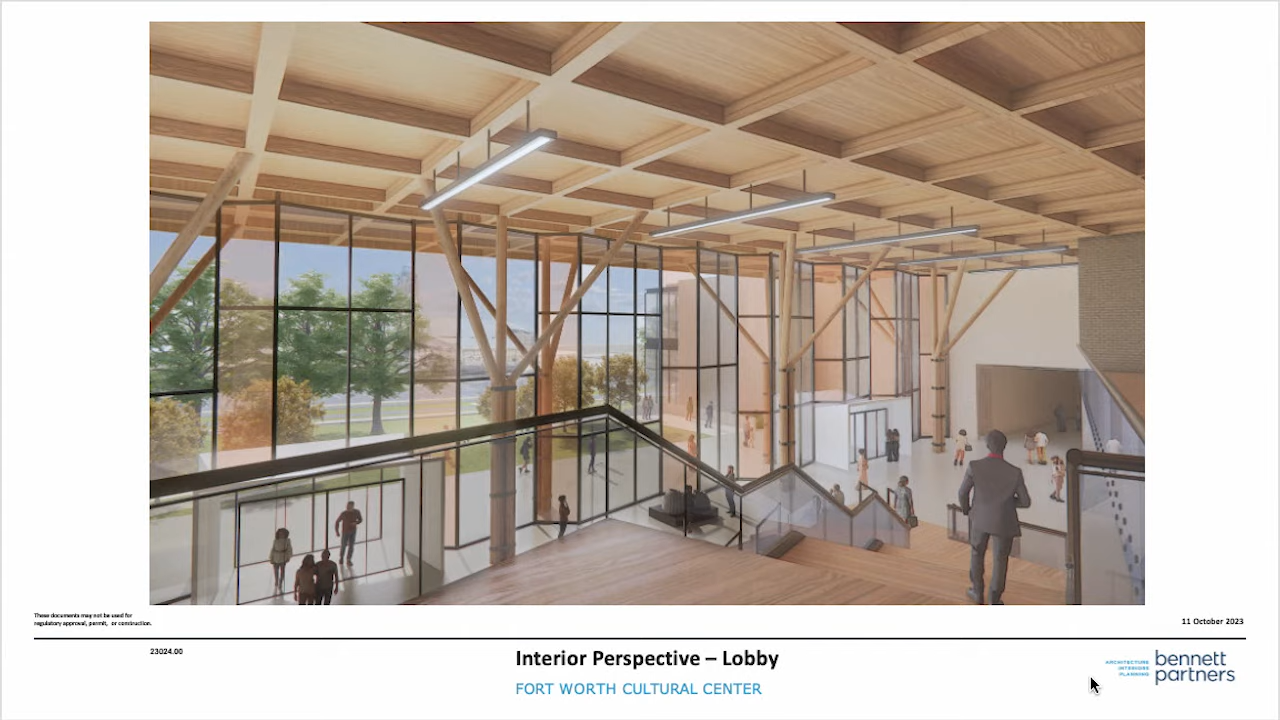 These documents may not be used for
regulatory approval, permit, or construction.
11 October 2023
23024.00
Interior Perspective – Lobby
FORT WORTH CULTURAL CENTER
ARCHITECTURE
INTERIORS
PLANNING
bennett
partners